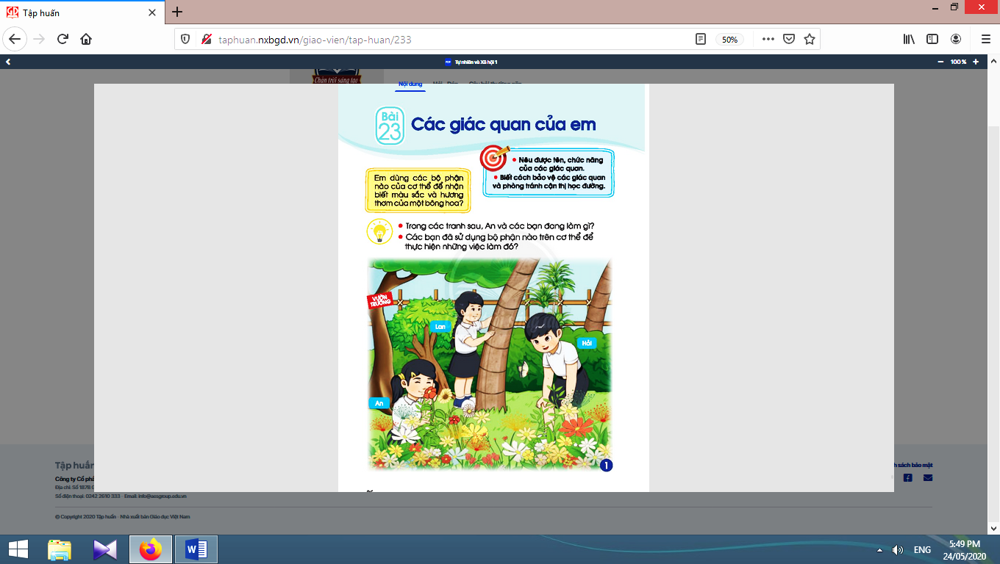 Tập huấn
taphuan.nxbgd.vn/giao-vien/tap-huan/233
50%
PDF Tự nhiên và Xã hội 1
100 %
Chân trời sáng tạo
Nội dung
Bài
23
Các giác quan của em
Nêu được tên, chức năng
của các giác quan.
Biết cách bảo vệ các giác quan
và phòng tránh cận thị học đường.
Em dùng các bộ phận
nào của cơ thể để nhận
biết màu sắc và hương
thơm của một bông hoa?
Trong các tranh sau, An và các bạn đang làm gì?
Các bạn đã sử dụng bộ phận nào trên cơ thể để
thực hiện những việc làm đó?
VƯỜN
TRƯỜNG
Lan
Hải
An
1
Tập huấn
Công ty Cổ ph
Địa chỉ: Số 187B G
Số điện thoại: 0242 2610 333 - Email: info@aesgroup.edu.vn
h sách bảo mật
© Copyright 2020 Tập huấn - Nhà xuất bản Giáo dục Việt Nam
ENG
5:49 PM
24/05/2020